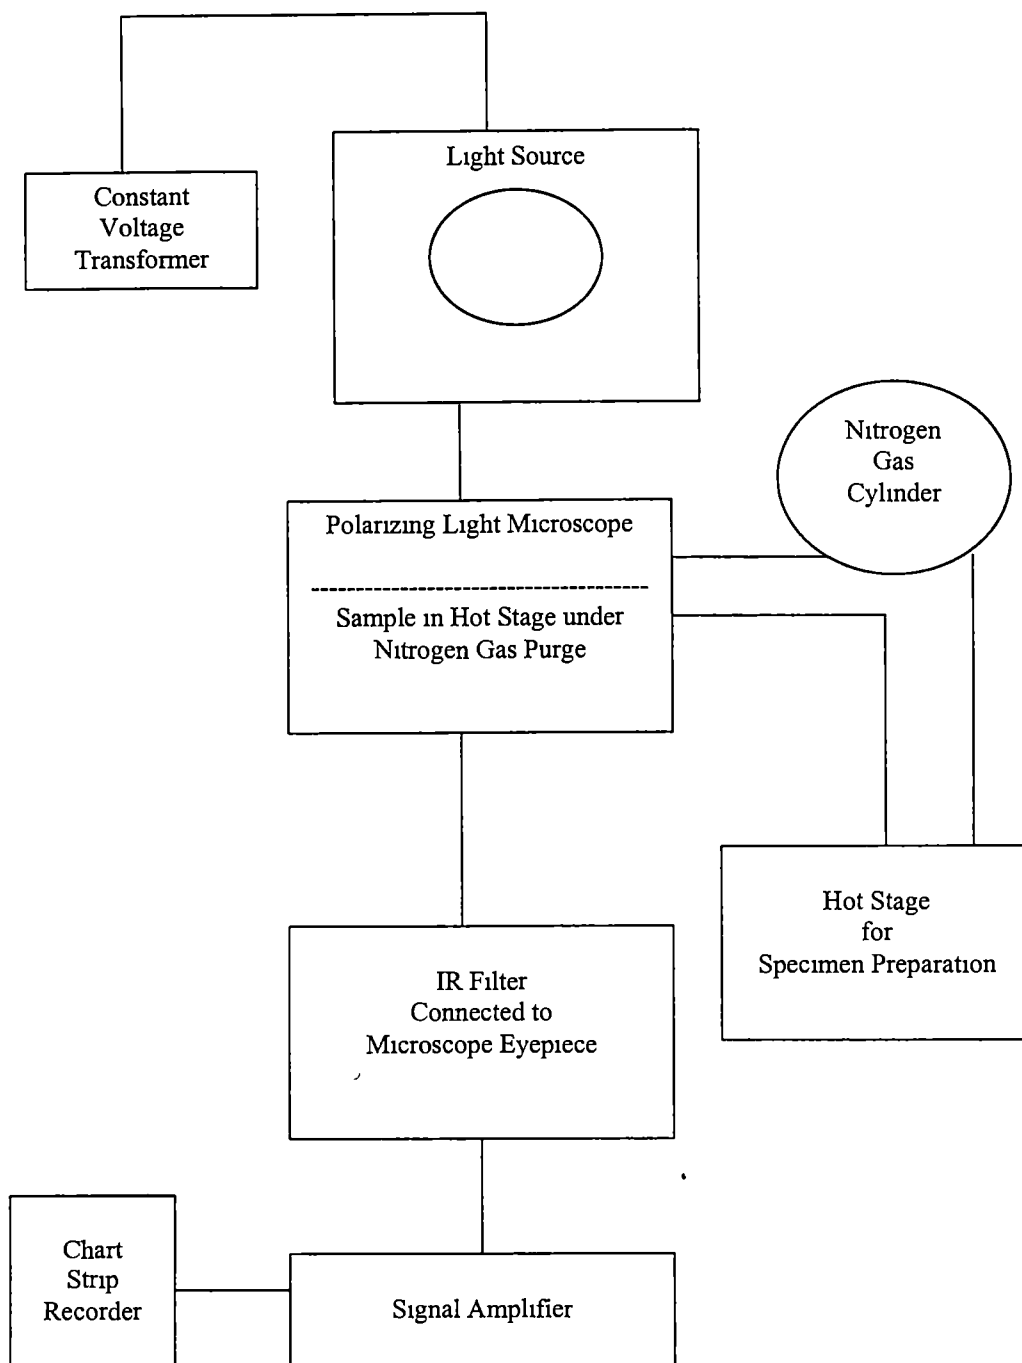 Light Source
Constant
Voltage
Transformer
Nitrogen
Gas
Cylinder
Polarizing Light Microscope
Sample in Hot Stage under
Nitrogen Gas Purge
Hot Stage
for
Specimen Preparation
IR Filter
Connected to
Microscope Eyepiece
Chart
Strip
Recorder
Signal Amplifier